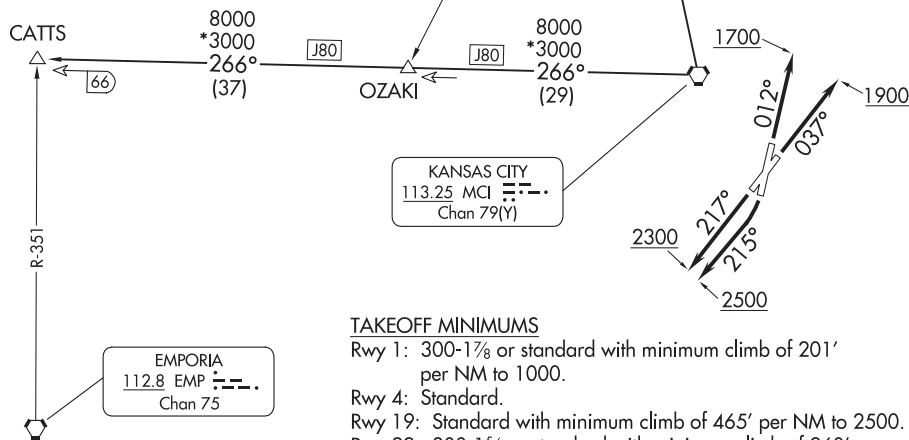 CATTS
8000
*3000
266°
(37)
J80
66
OZAKI
J80
8000
*3000
266°
(29)
1700
1900
012°
037°
217°
215°
2300
2500
KANSAS CITY
113.25 MCI
Chan 79(Y)
R-351
EMPORIA
112.8 EMP
Chan 75
TAKEOFF MINIMUMS
Rwy 1: 300-1⅞ or standard with minimum climb of 201'
per NM to 1000.
Rwy 4: Standard.
Rwy 19: Standard with minimum climb of 465' per NM to 2500.